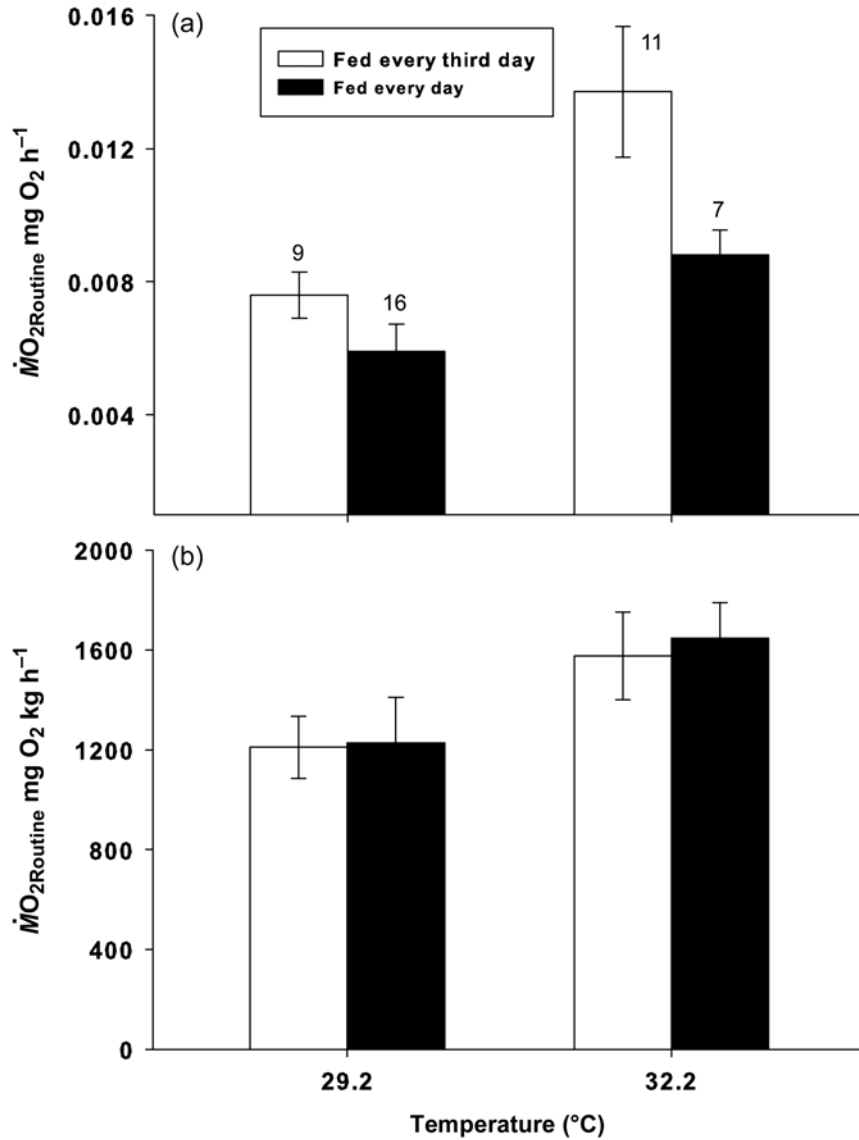 (a)
Fed every third day
Fed every day
0.016
0.012
0.008
0.004
ṀO₂Routine mg O₂ h⁻¹
9
16
11
7
(b)
2000
1600
1200
800
400
0
ṀO₂Routine mg O₂ kg h⁻¹
29.2 32.2
Temperature (°C)